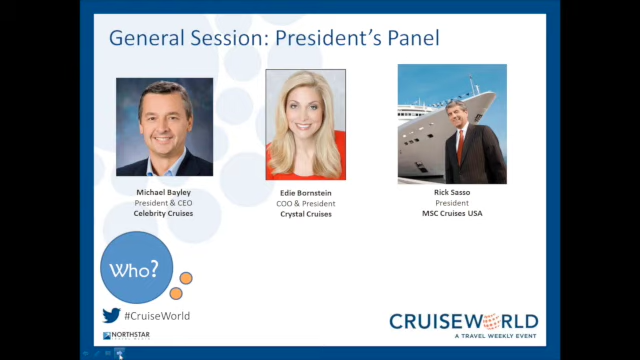 General Session: President's Panel
Michael Bayley
President & CEO
Celebrity Cruises
Edie Bornstein
COO & President
Crystal Cruises
Rick Sasso
President
MSC Cruises USA
Who?
#CruiseWorld
NORTHSTAR
CRUISEWORLD
A TRAVEL WEEKLY EVENT